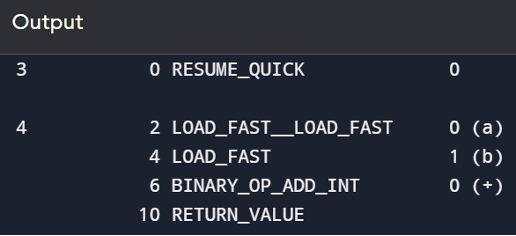 Output
3 0 RESUME_QUICK 0
4 2 LOAD_FAST__LOAD_FAST 0 (a)
4 LOAD_FAST 1 (b)
6 BINARY_OP_ADD_INT 0 (+)
10 RETURN_VALUE